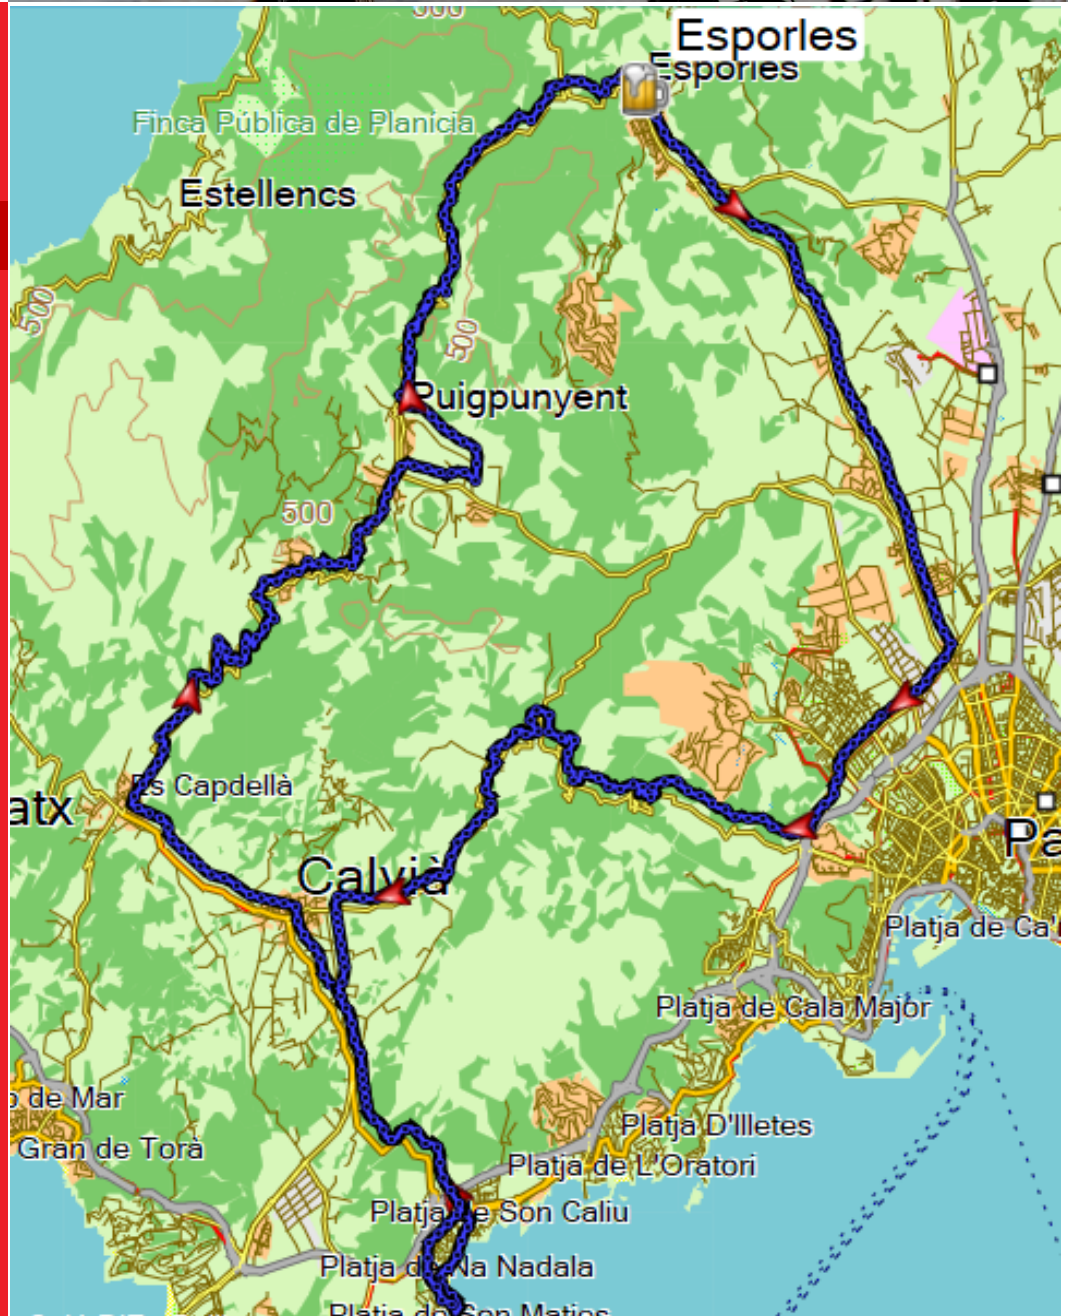 500
Esporles
Esporles
Finca Pública de Planicia
Estellencs
500
500
Puigpunyent
500
Es Capdellà
atx
Pa
Calvià
Platja de Ca'
Platja de Cala Major
de Mar
Platja D'Illetes
Gran de Torà
Platja de L'Oratori
Platja de Son Caliu
Platja de Na Nadala
Platja de Son Maties